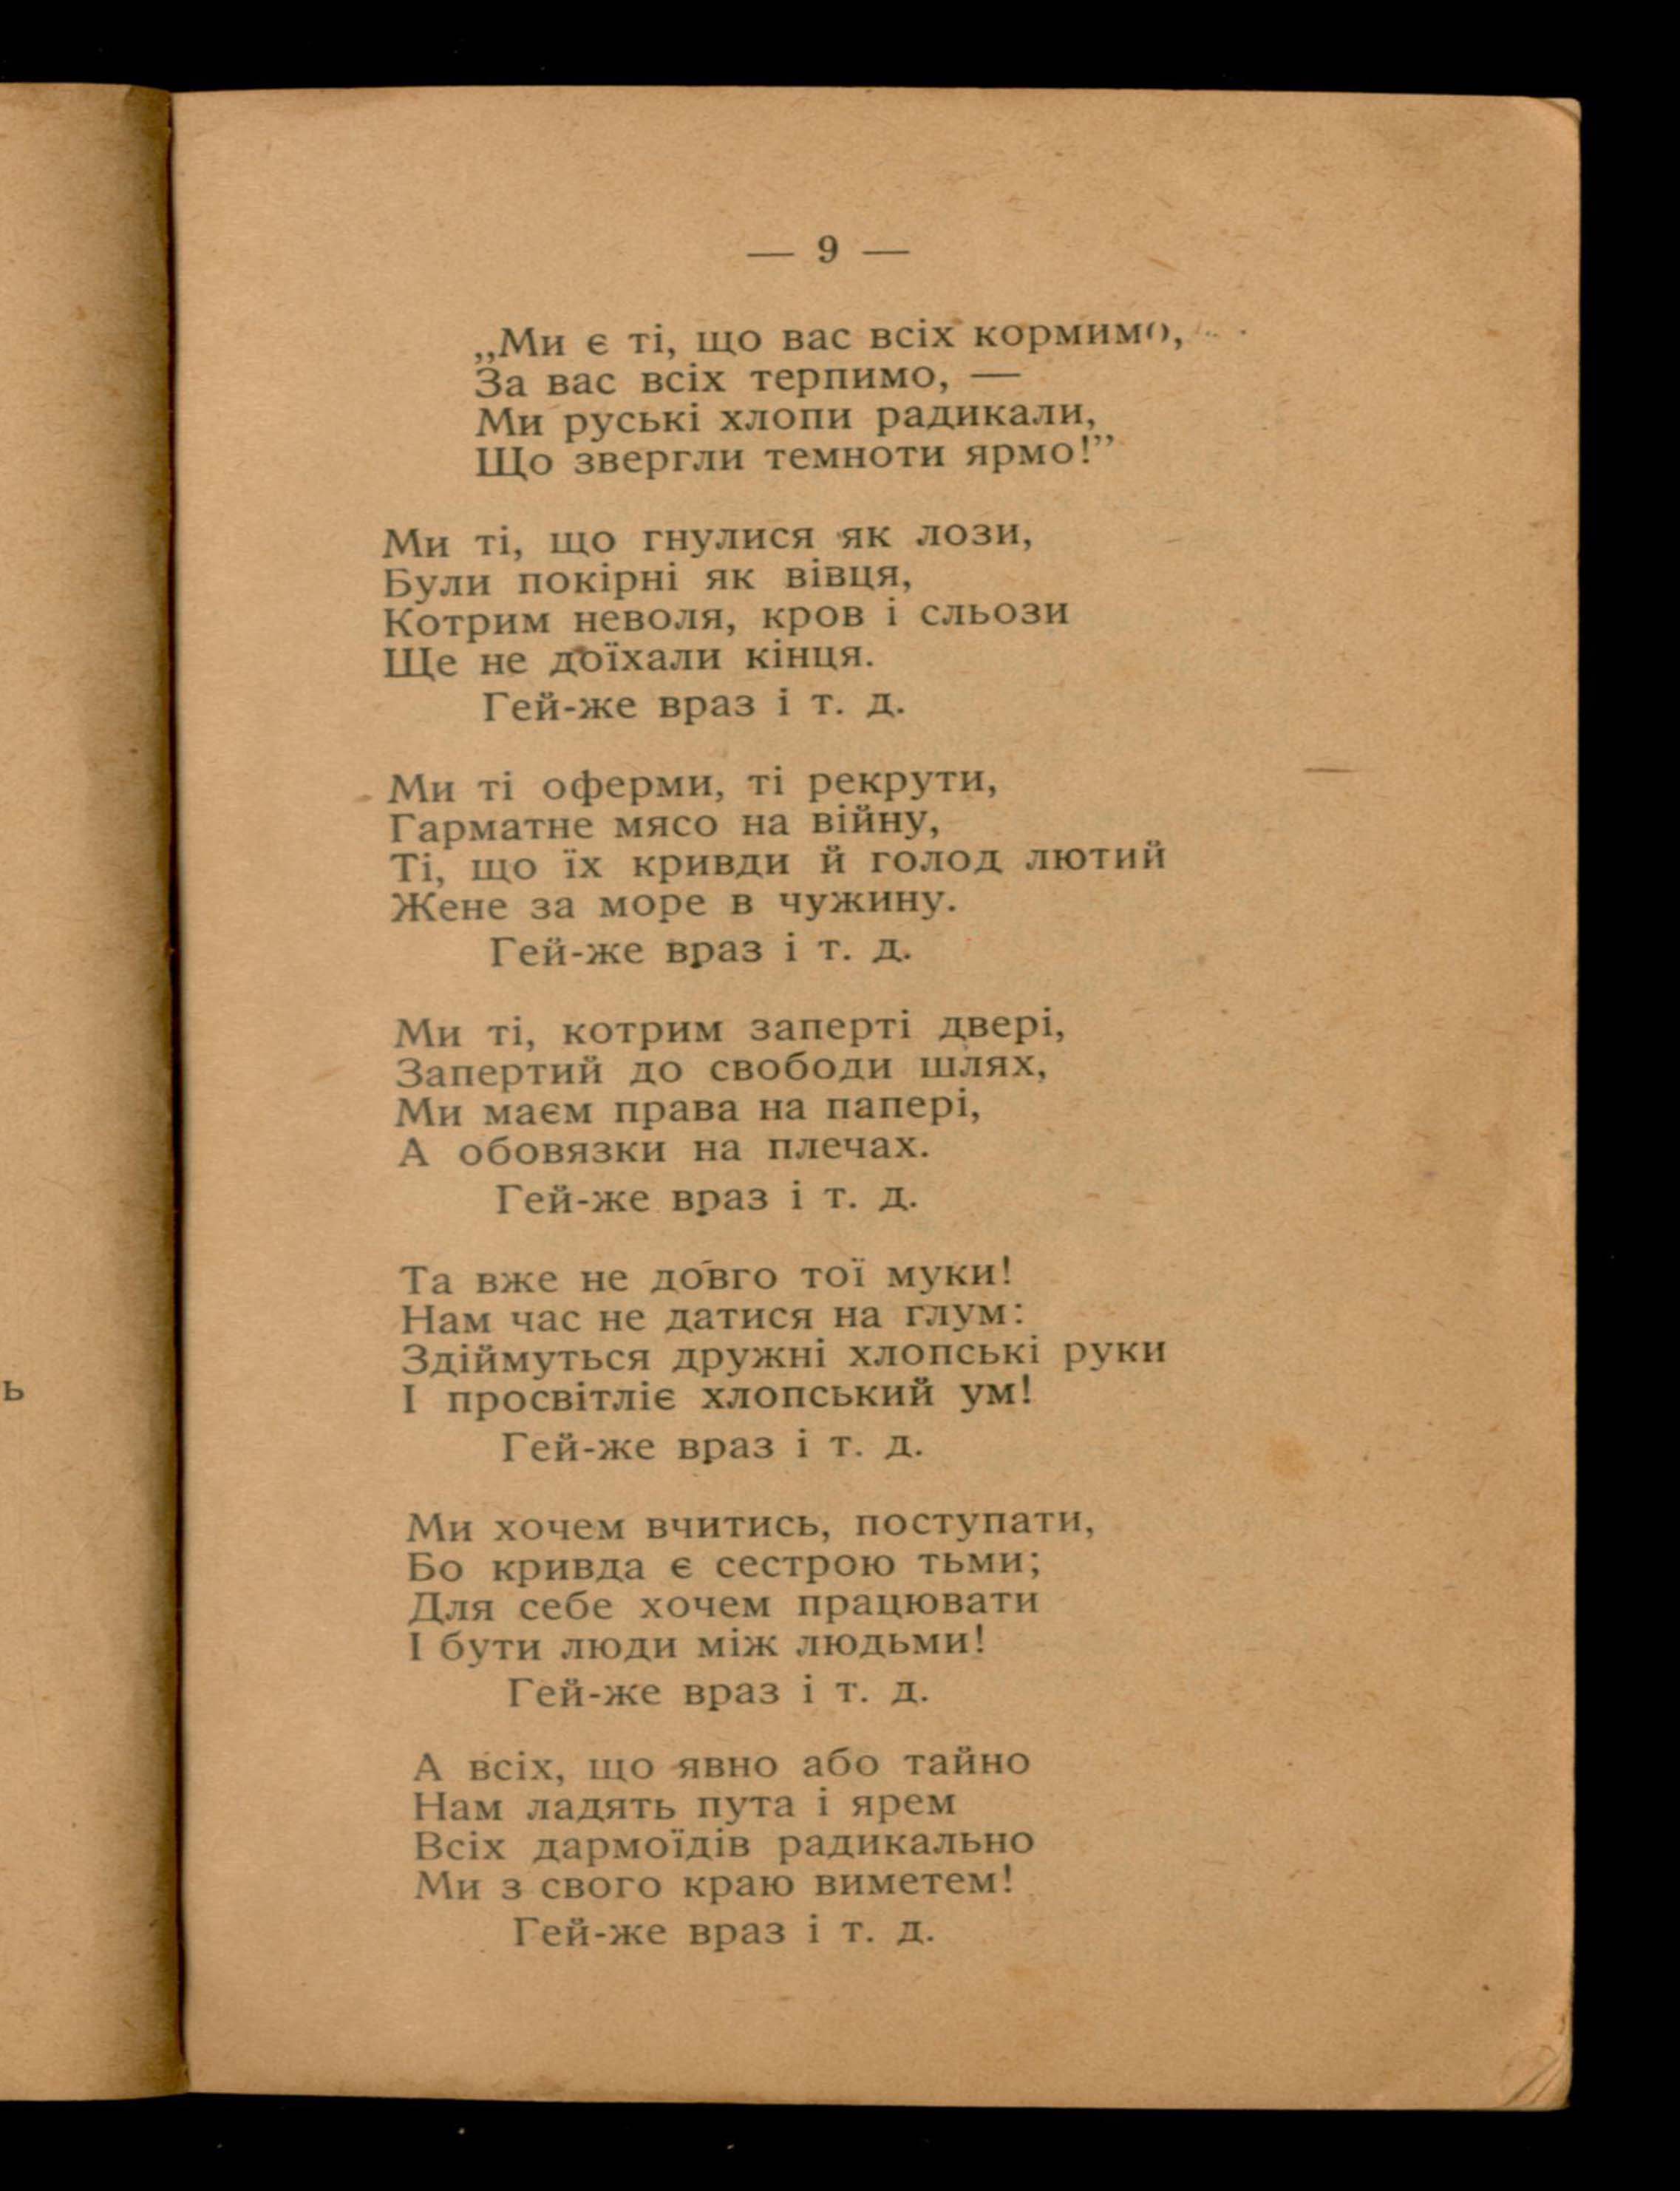 — 9 —
„Ми є ті, що вас всіх кормимо,
За вас всіх терпимо, —
Ми руські хлопи радикали,
Що звергли темноти ярмо!”
Ми ті, що гнулися як лози,
Були покірні як вівця,
Котрим неволя, кров і сльози
Ще не доїхали кінця.
Гей-же враз і т. д.
Ми ті оферми, ті рекрути,
Гарматне мясо на війну,
Ті, що їх кривди й голод лютий
Жене за море в чужину.
Гей-же враз і т. д.
Ми ті, котрим заперті двері,
Запертий до свободи шлях,
Ми маєм права на папері,
А обовязки на плечах.
Гей-же враз і т. д.
Та вже не довго тої муки!
Нам час не датися на глум:
Здіймуться дружні хлопські руки
І просвітліє хлопський ум!
Гей-же враз і т. д.
Ми хочем вчитись, поступати,
Бо кривда є сестрою тьми;
Для себе хочем працювати
І бути люди між людьми!
Гей-же враз і т. д.
А всіх, що явно або тайно
Нам ладять пута і ярем
Всіх дармоїдів радикально
Ми з свого краю виметем!
Гей-же враз і т. д.
ь